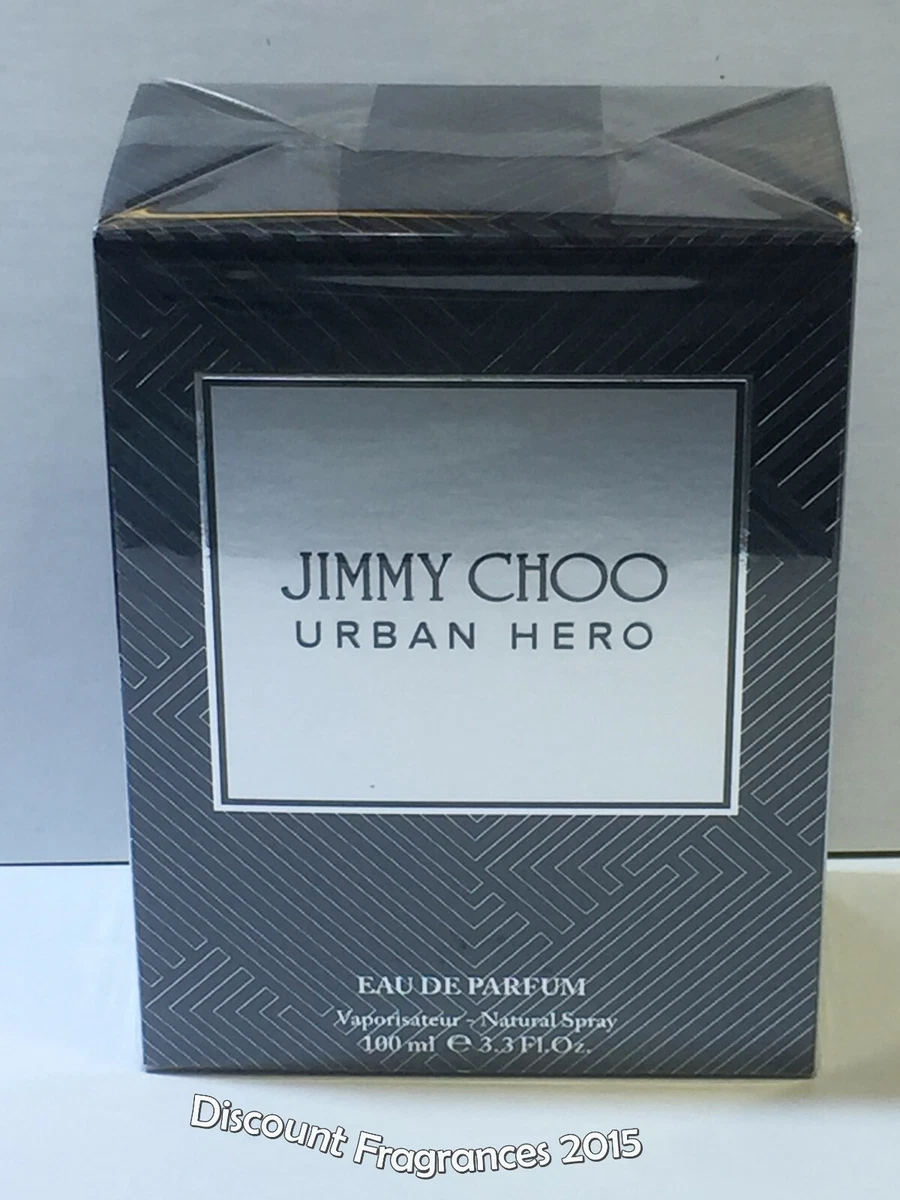 JIMMY CHOO
URBAN HERO
EAU DE PARFUM
Vaporisateur - Natural Spray
100 ml ℮ 3.3 Fl.Oz.
Discount Fragrances 2015